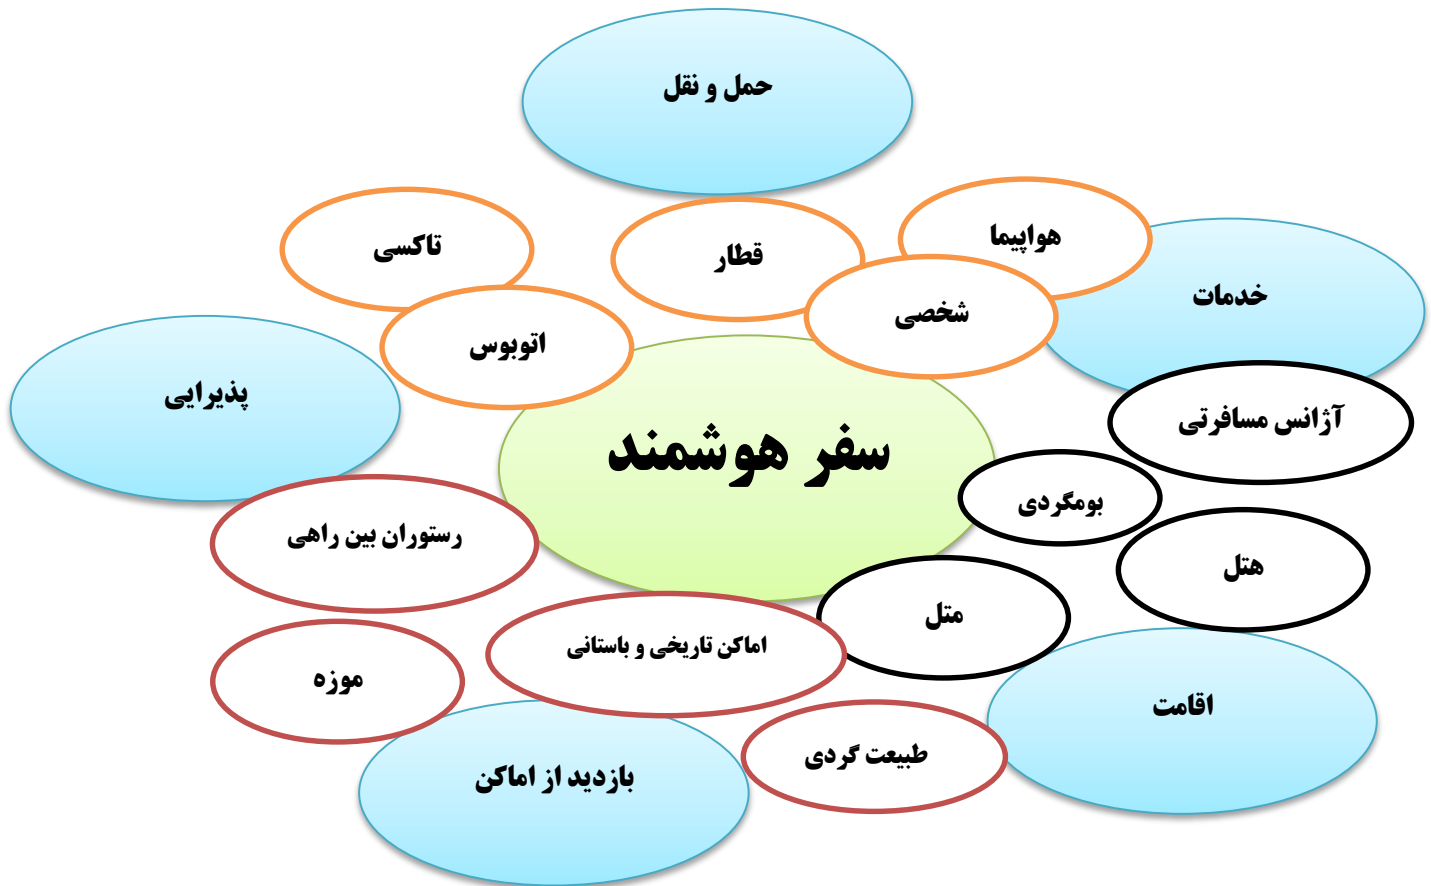 حمل و نقل
هواپیما
قطار
تاکسی
شخصی
خدمات
اتوبوس
پذیرایی
آژانس مسافرتی
سفر هوشمند
بومگردی
رستوران بین راهی
هتل
متل
اماکن تاریخی و باستانی
موزه
اقامت
طبیعت گردی
بازدید از اماکن